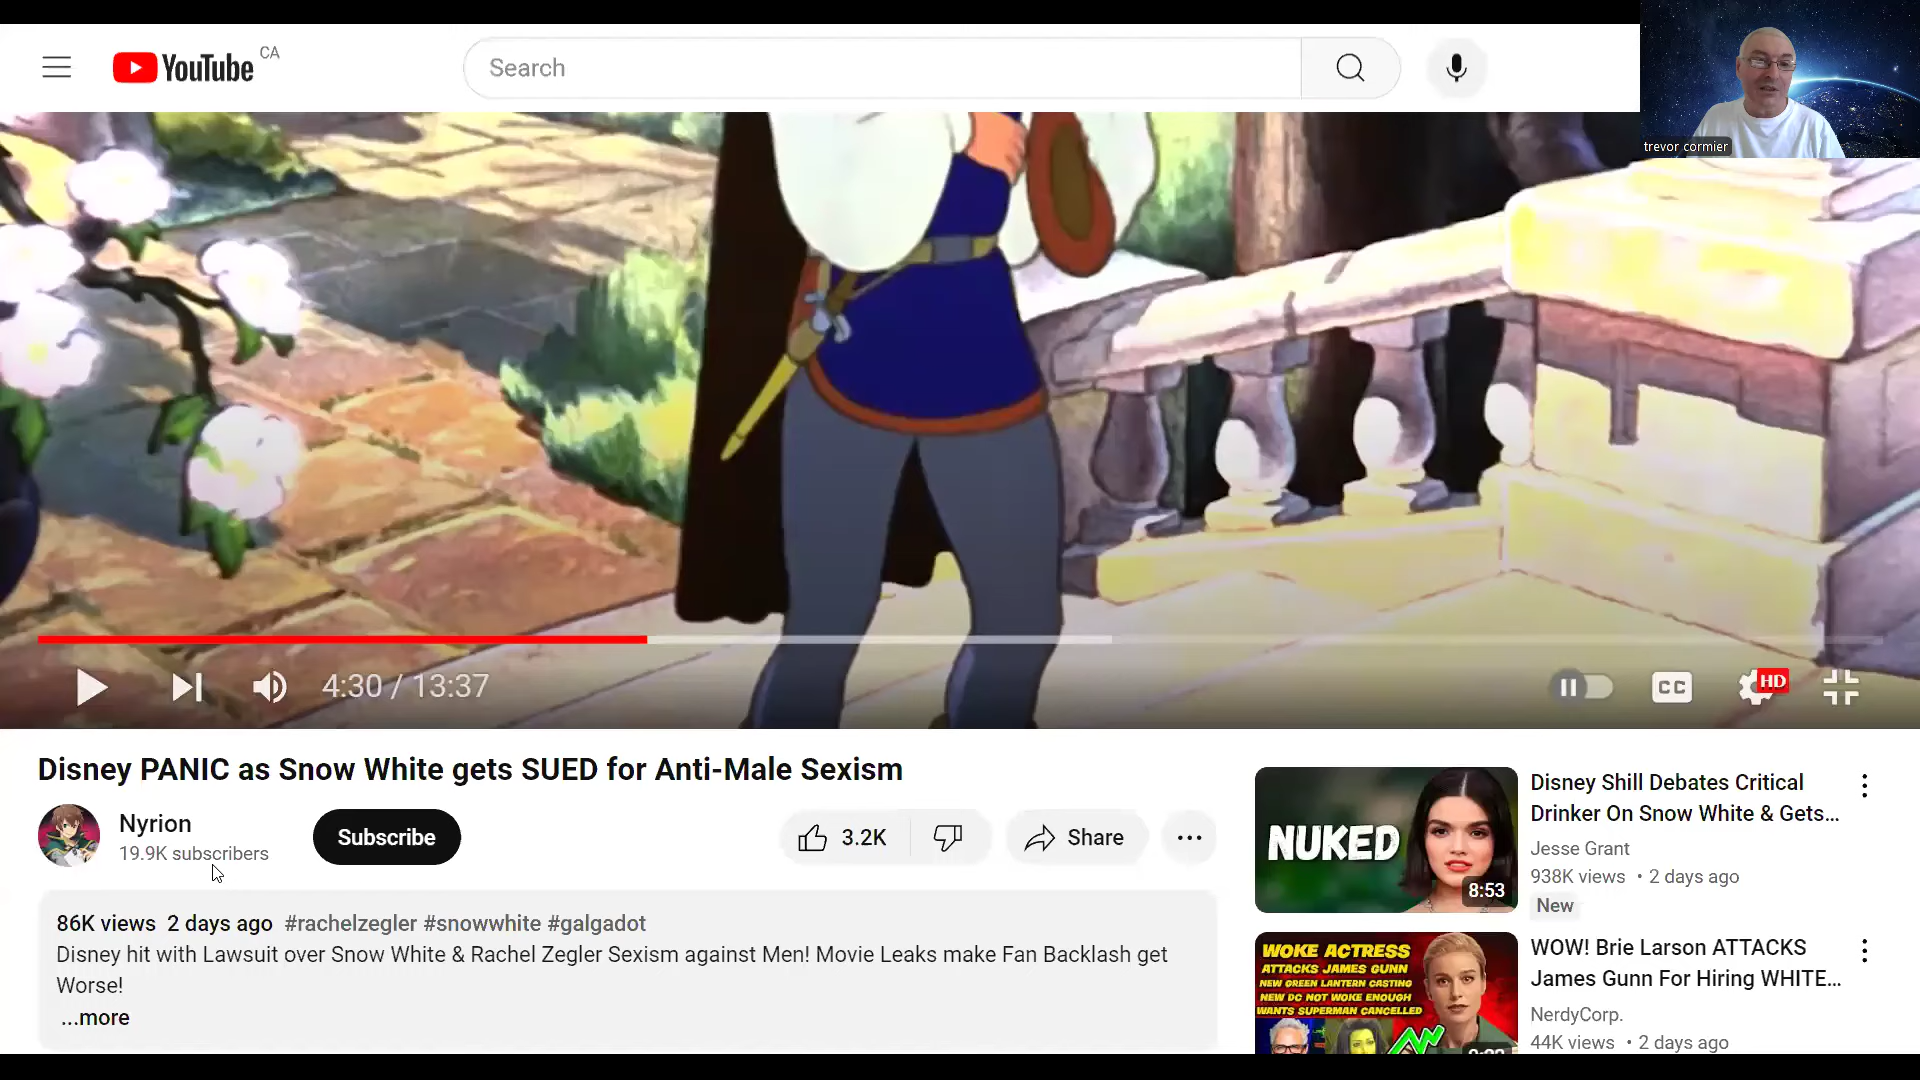 YouTube CA
Search
trevor cormier
4:30 / 13:37
CC
HD
Disney PANIC as Snow White gets SUED for Anti-Male Sexism
Nyrion
19.9K subscribers
Subscribe
3.2K
Share
86K views 2 days ago #rachelzegler #snowwhite #galgadot
Disney hit with Lawsuit over Snow White & Rachel Zegler Sexism against Men! Movie Leaks make Fan Backlash get
Worse!
...more
NUKED
8:53
Disney Shill Debates Critical
Drinker On Snow White & Gets...
Jesse Grant
938K views • 2 days ago
New
WOKE ACTRESS
ATTACKS JAMES GUNN
NEW GREEN LANTERN CASTING
NEW DC NOT WOKE ENOUGH
WANTS SUPERMAN CANCELLED
WOW! Brie Larson ATTACKS
James Gunn For Hiring WHITE...
NerdyCorp.
44K views • 2 days ago